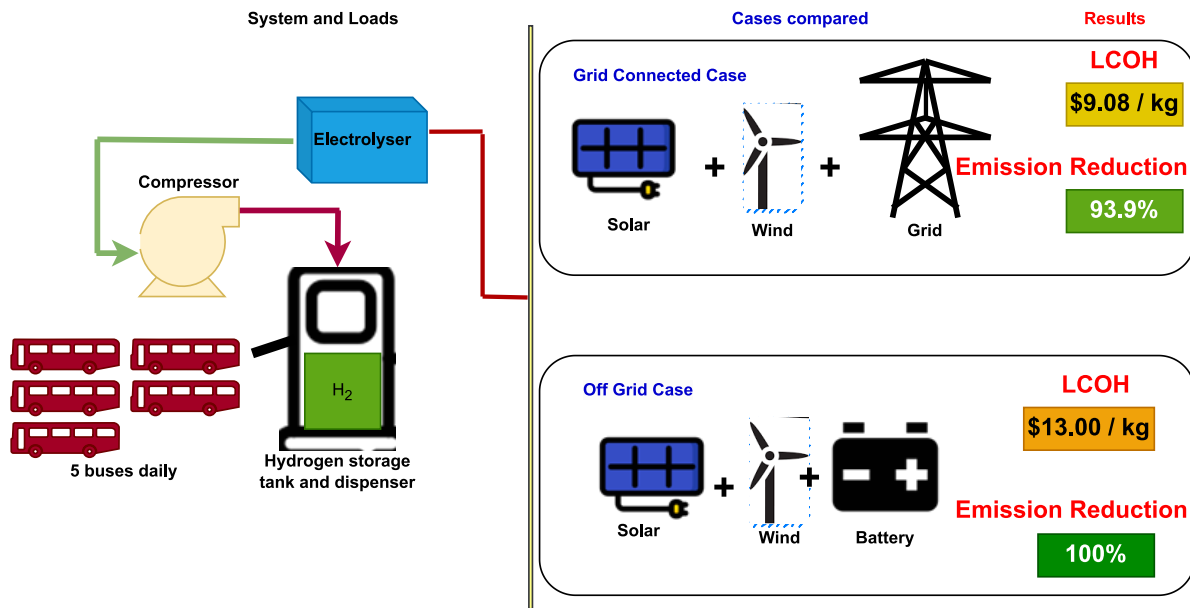 System and Loads
Electrolyser
Compressor
H2
5 buses daily
Hydrogen storage
tank and dispenser
Cases compared
Results
Grid Connected Case
LCOH
$9.08 / kg
+
+
Emission Reduction
93.9%
Solar
Wind
Grid
Off Grid Case
LCOH
$13.00 / kg
+
+
Emission Reduction
100%
Solar
Wind
Battery